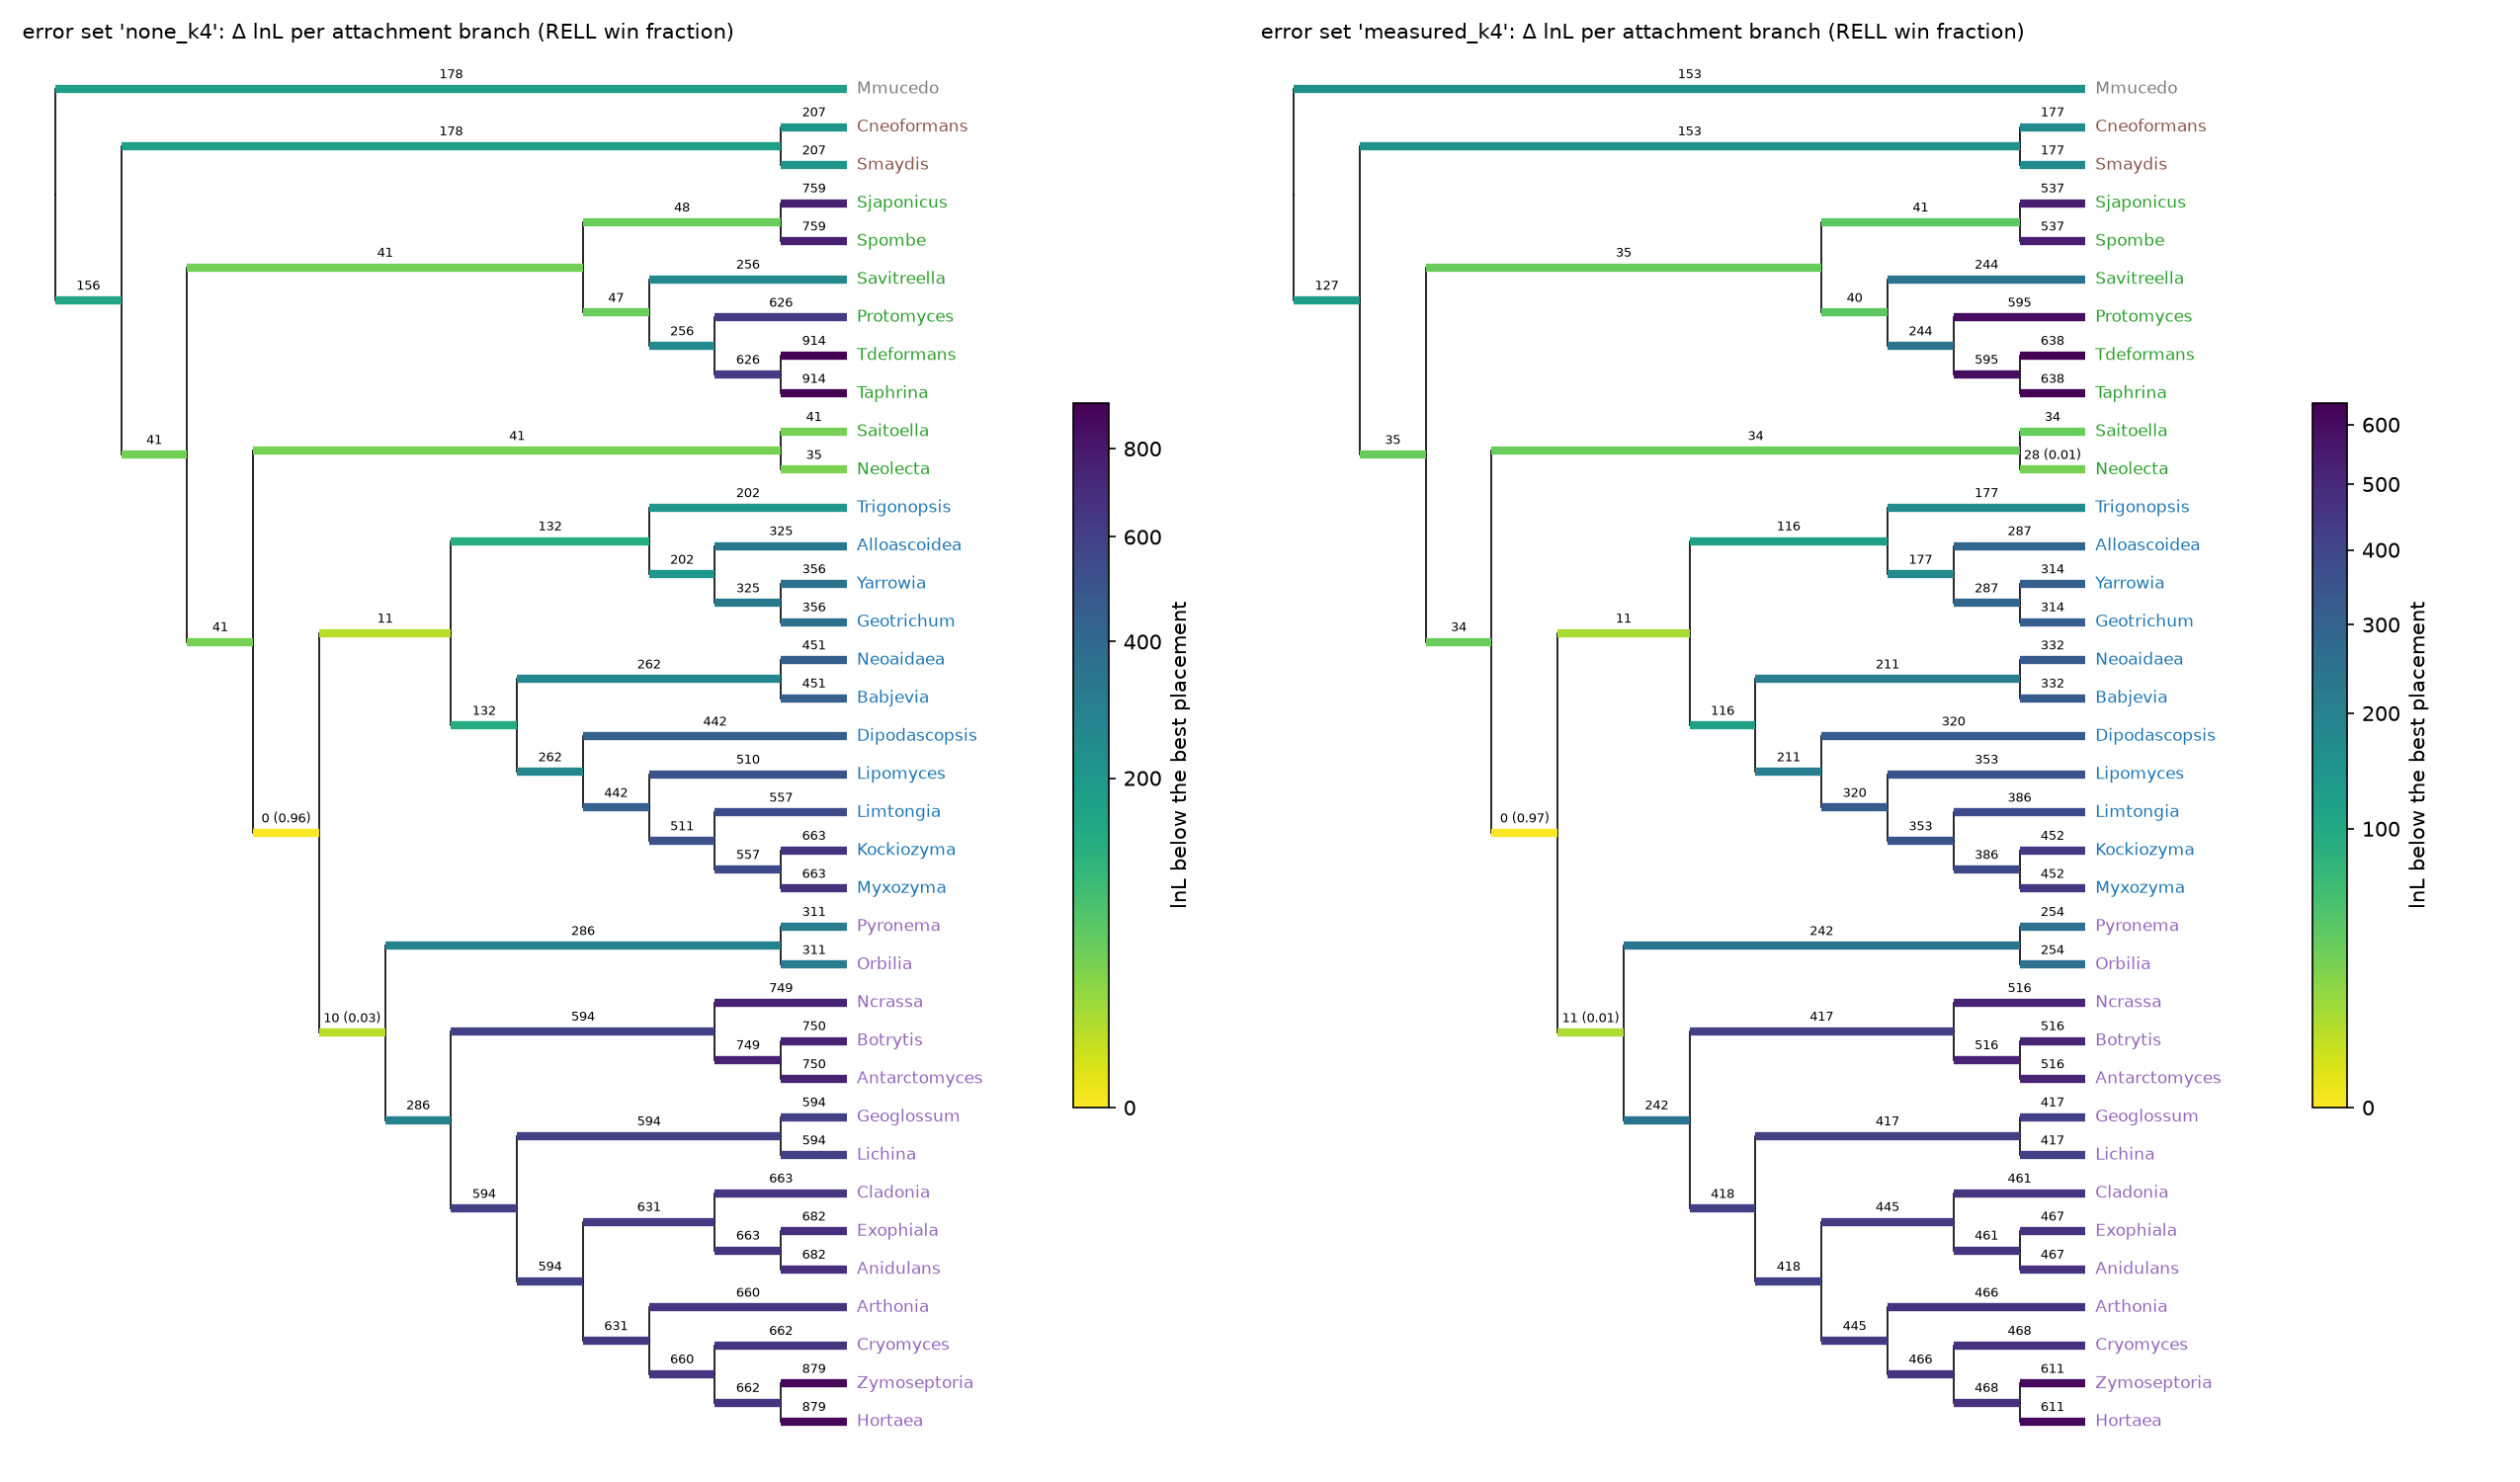 error set 'none_k4': Δ lnL per attachment branch (RELL win fraction)
178
Mmucedo
207
Cneoformans
178
207
Smaydis
759
Sjaponicus
48
759
Spombe
41
256
Savitreella
156
47
626
Protomyces
256
914
Tdeformans
626
914
Taphrina
41
Saitoella
41
41
35
Neolecta
202
Trigonopsis
132
325
Alloascoidea
202
356
Yarrowia
325
356
Geotrichum
41
11
451
Neoaidaea
262
451
Babjevia
132
442
Dipodascopsis
262
510
Lipomyces
442
557
Limtongia
0 (0.96)
511
663
Kockiozyma
557
663
Myxozyma
311
Pyronema
286
311
Orbilia
749
Ncrassa
10 (0.03)
594
750
Botrytis
749
750
Antarctomyces
286
594
Geoglossum
594
594
Lichina
594
663
Cladonia
631
682
Exophiala
663
682
Anidulans
594
660
Arthonia
631
662
Cryomyces
660
879
Zymoseptoria
662
879
Hortaea
800
600
400
200
0
lnL below the best placement
error set 'measured_k4': Δ lnL per attachment branch (RELL win fraction)
153
Mmucedo
177
Cneoformans
153
177
Smaydis
537
Sjaponicus
41
537
Spombe
35
244
Savitreella
127
40
595
Protomyces
244
638
Tdeformans
595
638
Taphrina
34
Saitoella
35
34
28 (0.01)
Neolecta
177
Trigonopsis
116
287
Alloascoidea
177
314
Yarrowia
287
314
Geotrichum
34
11
332
Neoaidaea
211
332
Babjevia
116
320
Dipodascopsis
211
353
Lipomyces
320
386
Limtongia
0 (0.97)
353
452
Kockiozyma
386
452
Myxozyma
254
Pyronema
242
254
Orbilia
516
Ncrassa
11 (0.01)
417
516
Botrytis
516
516
Antarctomyces
242
417
Geoglossum
417
417
Lichina
418
461
Cladonia
445
467
Exophiala
461
467
Anidulans
418
466
Arthonia
445
468
Cryomyces
466
611
Zymoseptoria
468
611
Hortaea
600
500
400
300
200
100
0
lnL below the best placement